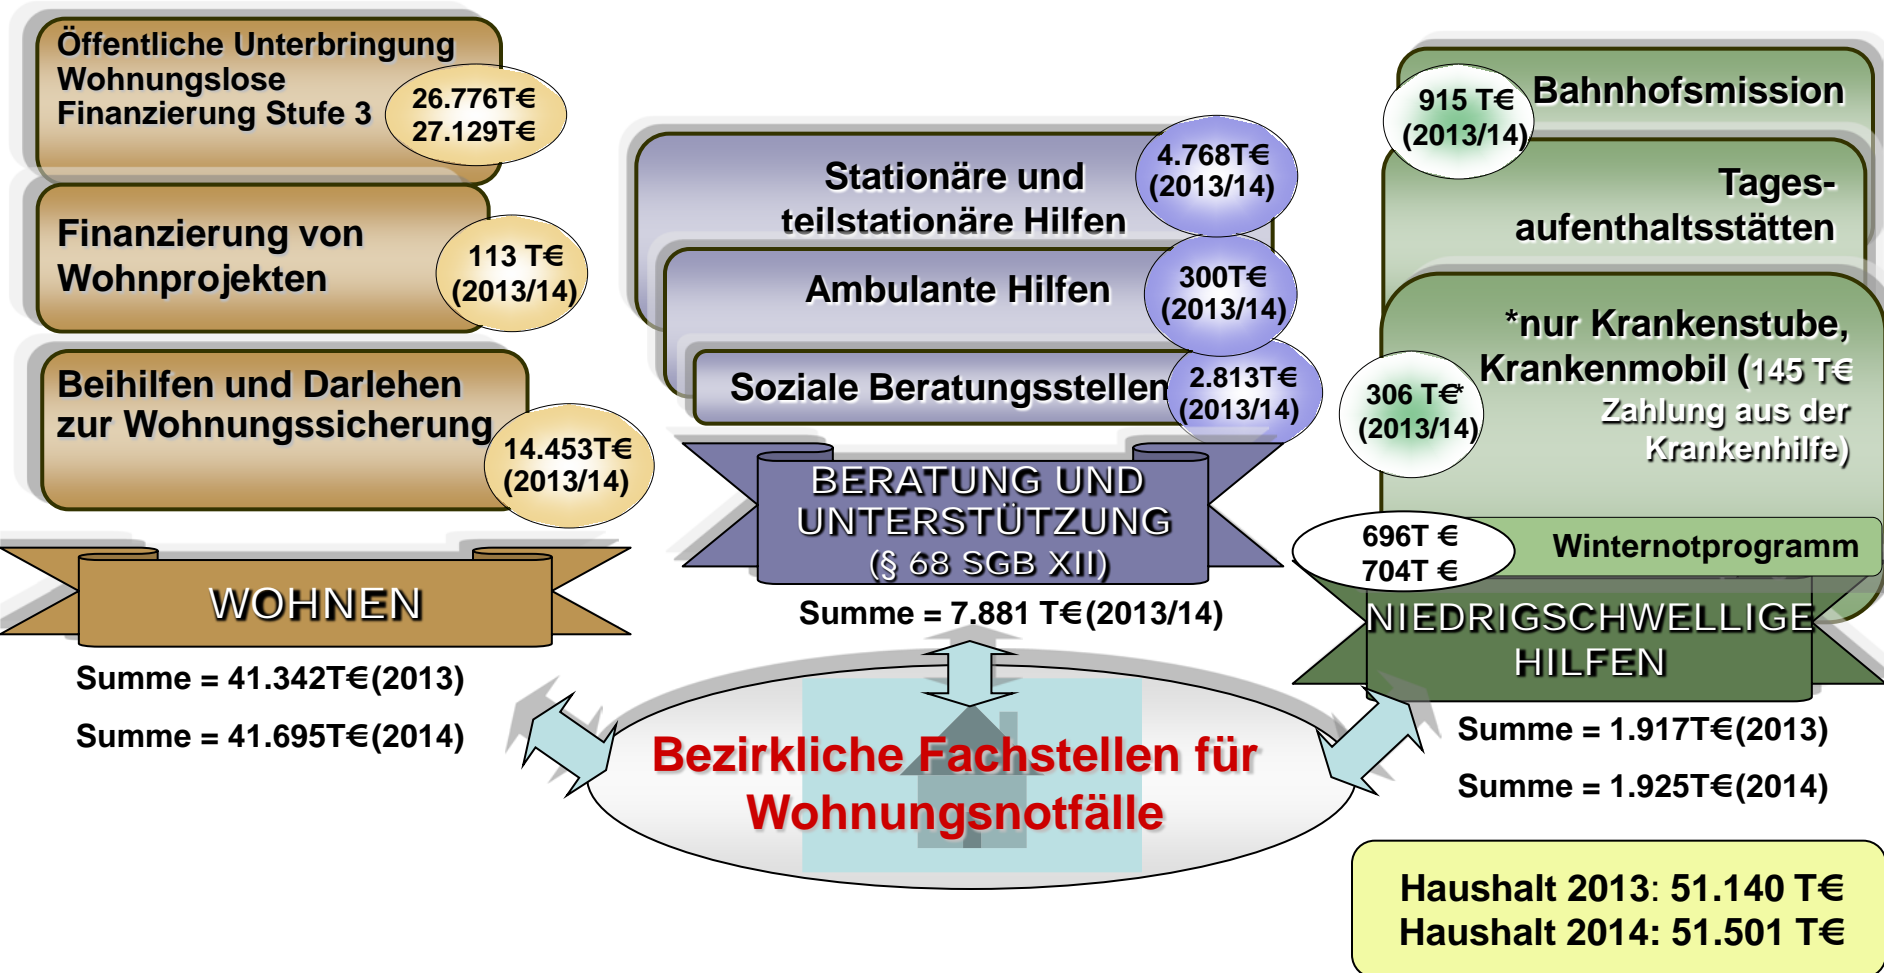 Öffentliche Unterbringung
Wohnungslose
Finanzierung Stufe 3
26.776T€
27.129T€
Finanzierung von
Wohnprojekten
113 T€
(2013/14)
Beihilfen und Darlehen
zur Wohnungssicherung
14.453T€
(2013/14)
WOHNEN
Summe = 41.342T€(2013)
Summe = 41.695T€(2014)
Stationäre und
teilstationäre Hilfen
4.768T€
(2013/14)
Ambulante Hilfen
300T€
(2013/14)
Soziale Beratungsstellen
2.813T€
(2013/14)
BERATUNG UND
UNTERSTÜTZUNG
(§ 68 SGB XII)
Summe = 7.881 T€(2013/14)
Bahnhofsmission
915 T€
(2013/14)
Tages-
aufenthaltsstätten
*nur Krankenstube,
Krankenmobil (145 T€
Zahlung aus der
Krankenhilfe)
306 T€*
(2013/14)
696T €
704T €
Winternotprogramm
NIEDRIGSCHWELLIGE
HILFEN
Summe = 1.917T€(2013)
Summe = 1.925T€(2014)
Bezirkliche Fachstellen für
Wohnungsnotfälle
Haushalt 2013: 51.140 T€
Haushalt 2014: 51.501 T€